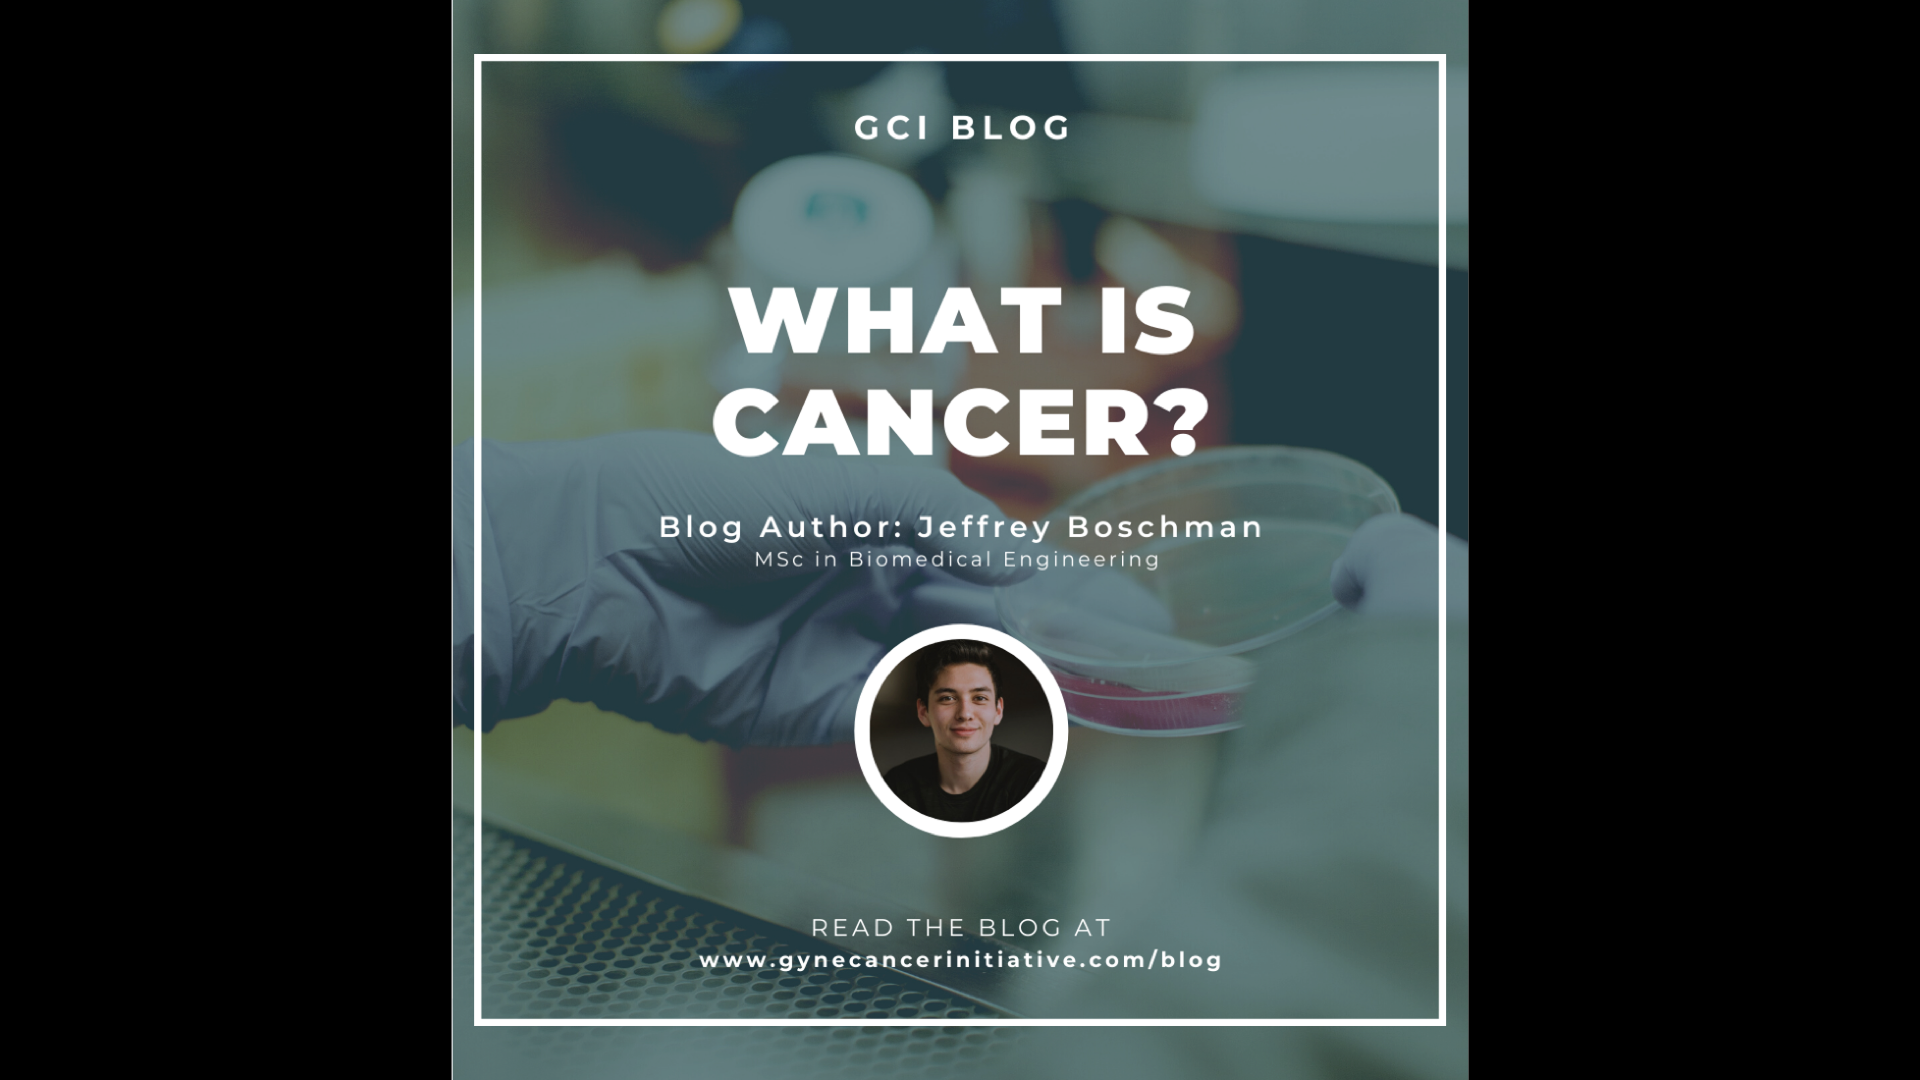 GCI BLOG
WHAT IS
CANCER?
Blog Author: Jeffrey Boschman
MSc in Biomedical Engineering
READ THE BLOG AT
www.gynecancerinitiative.com/blog